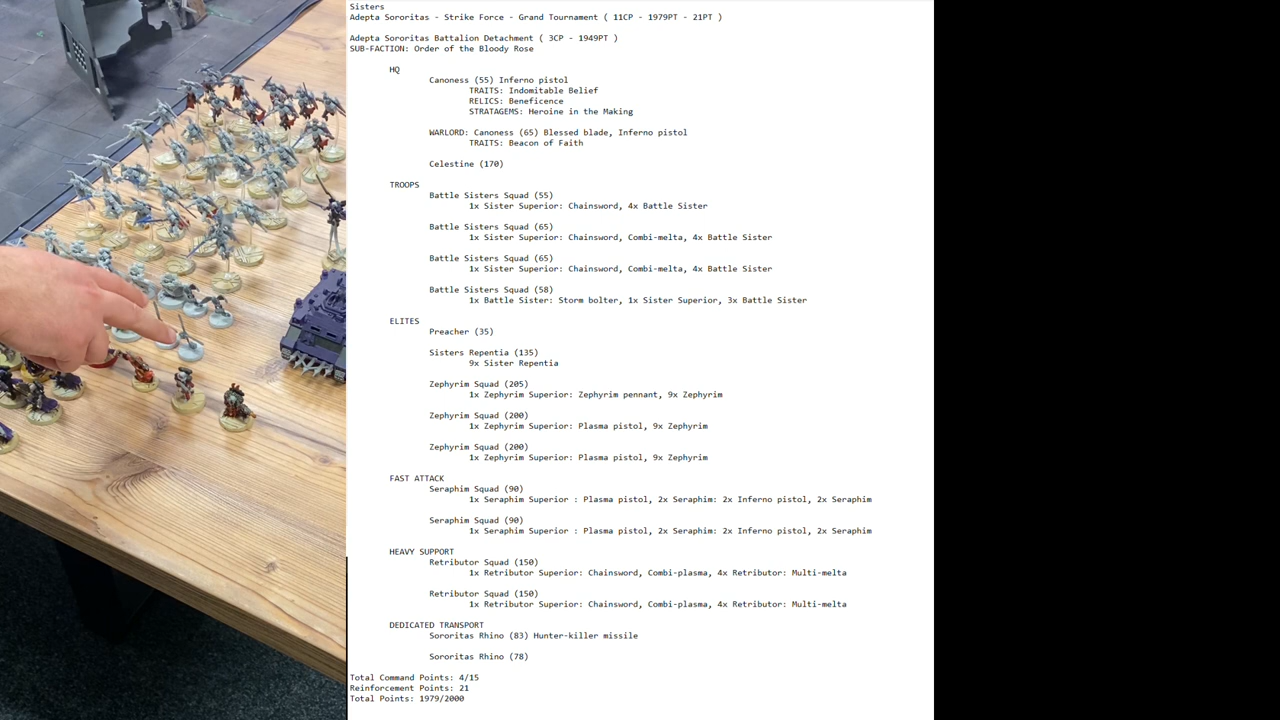 Sisters
Adepta Sororitas - Strike Force - Grand Tournament ( 11CP - 1979PT - 21PT )
Adepta Sororitas Battalion Detachment ( 3CP - 1949PT )
SUB-FACTION: Order of the Bloody Rose
HQ
Canoness (55) Inferno pistol
TRAITS: Indomitable Belief
RELICS: Beneficence
STRATAGEMS: Heroine in the Making
WARLORD: Canoness (65) Blessed blade, Inferno pistol
TRAITS: Beacon of Faith
Celestine (170)
TROOPS
Battle Sisters Squad (55)
1x Sister Superior: Chainsword, 4x Battle Sister
Battle Sisters Squad (65)
1x Sister Superior: Chainsword, Combi-melta, 4x Battle Sister
Battle Sisters Squad (65)
1x Sister Superior: Chainsword, Combi-melta, 4x Battle Sister
Battle Sisters Squad (58)
1x Battle Sister: Storm bolter, 1x Sister Superior, 3x Battle Sister
ELITES
Preacher (35)
Sisters Repentia (135)
9x Sister Repentia
Zephyrim Squad (205)
1x Zephyrim Superior: Zephyrim pennant, 9x Zephyrim
Zephyrim Squad (200)
1x Zephyrim Superior: Plasma pistol, 9x Zephyrim
Zephyrim Squad (200)
1x Zephyrim Superior: Plasma pistol, 9x Zephyrim
FAST ATTACK
Seraphim Squad (90)
1x Seraphim Superior : Plasma pistol, 2x Seraphim: 2x Inferno pistol, 2x Seraphim
Seraphim Squad (90)
1x Seraphim Superior : Plasma pistol, 2x Seraphim: 2x Inferno pistol, 2x Seraphim
HEAVY SUPPORT
Retributor Squad (150)
1x Retributor Superior: Chainsword, Combi-plasma, 4x Retributor: Multi-melta
Retributor Squad (150)
1x Retributor Superior: Chainsword, Combi-plasma, 4x Retributor: Multi-melta
DEDICATED TRANSPORT
Sororitas Rhino (83) Hunter-killer missile
Sororitas Rhino (78)
Total Command Points: 4/15
Reinforcement Points: 21
Total Points: 1979/2000